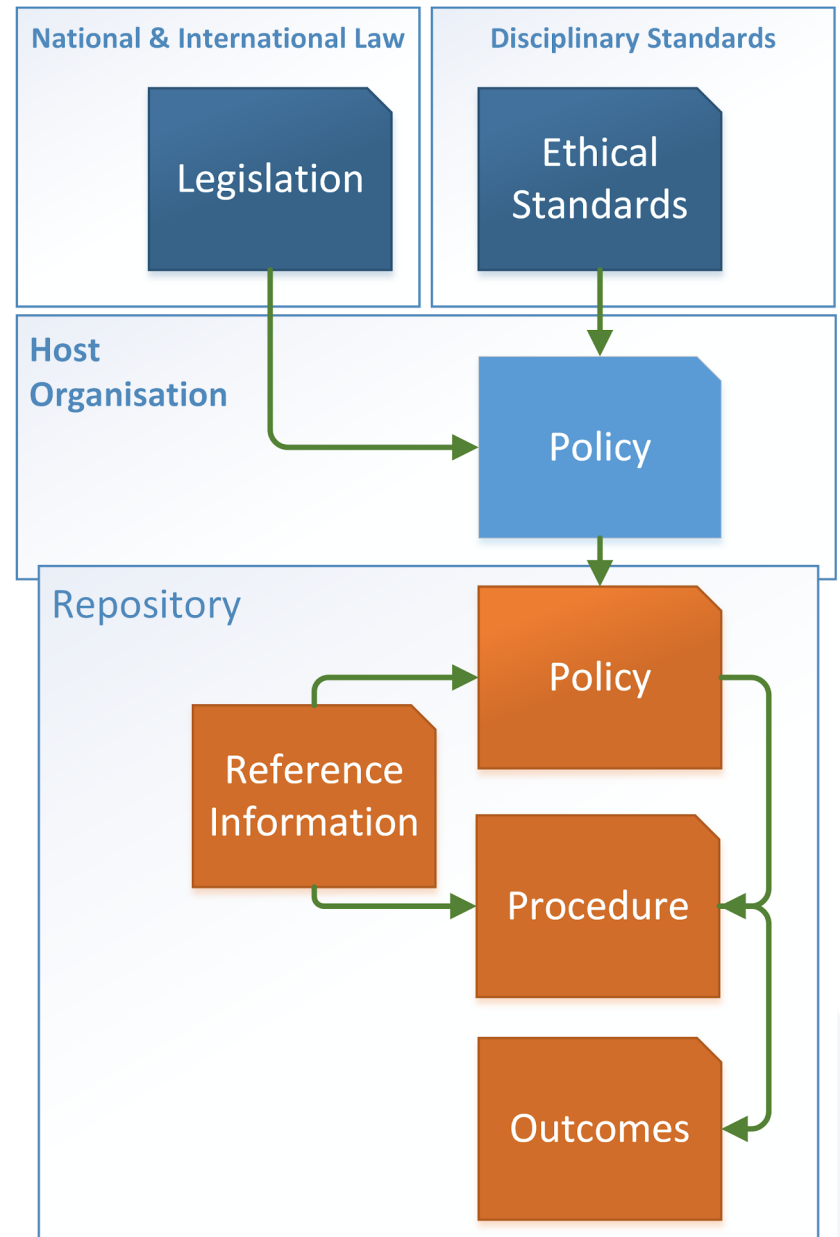 National & International Law
Disciplinary Standards
Legislation
Ethical
Standards
Host
Organisation
Policy
Repository
Policy
Reference
Information
Procedure
Outcomes